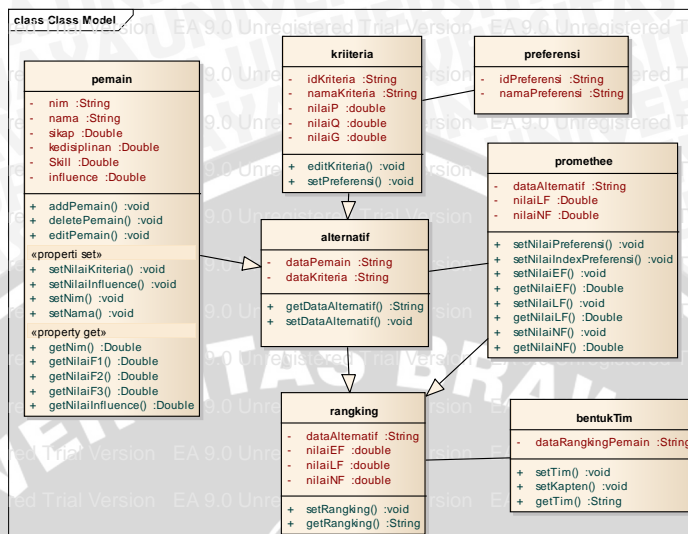 class Class Model
EA 9.0 Unregistered Trial Version
pemain
- nim :String
- nama :String
- sikap :Double
- kedisiplinan :Double
- Skill :Double
- influence :Double
+ addPemain() :void
+ deletePemain() :void
+ editPemain() :void
«properti set»
+ setNilaiKriteria() :void
+ setNilaiInfluence() :void
+ setNim() :void
+ setNama() :void
«property get»
+ getNim() :Double
+ getNilaiF1() :Double
+ getNilaiF2() :Double
+ getNilaiF3() :Double
+ getNilaiInfluence() :Double
kriiteria
- idKriteria :String
- namaKriteria :String
- nilaiP :double
- nilaiQ :double
- nilaiG :double
+ editKriteria() :void
+ setPreferensi() :void
preferensi
- idPreferensi :String
- namaPreferensi :String
alternatif
- dataPemain :String
- dataKriteria :String
+ getDataAlternatif() :String
+ setDataAlternatif() :void
promethee
- dataAlternatif :String
- nilaiLF :Double
- nilaiNF :Double
+ setNilaiPreferensi() :void
+ setNilaiIndexPreferensi() :void
+ setNilaiEF() :void
+ getNilaiEF() :Double
+ setNilaiLF() :void
+ getNilaiLF() :Double
+ setNilaiNF() :void
+ getNilaiNF() :Double
rangking
- dataAlternatif :String
- nilaiEF :double
- nilaiLF :double
- nilaiNF :double
+ setRangking() :void
+ getRangking() :String
bentukTim
- dataRangkingPemain :String
+ setTim() :void
+ setKapten() :void
+ getTim() :String